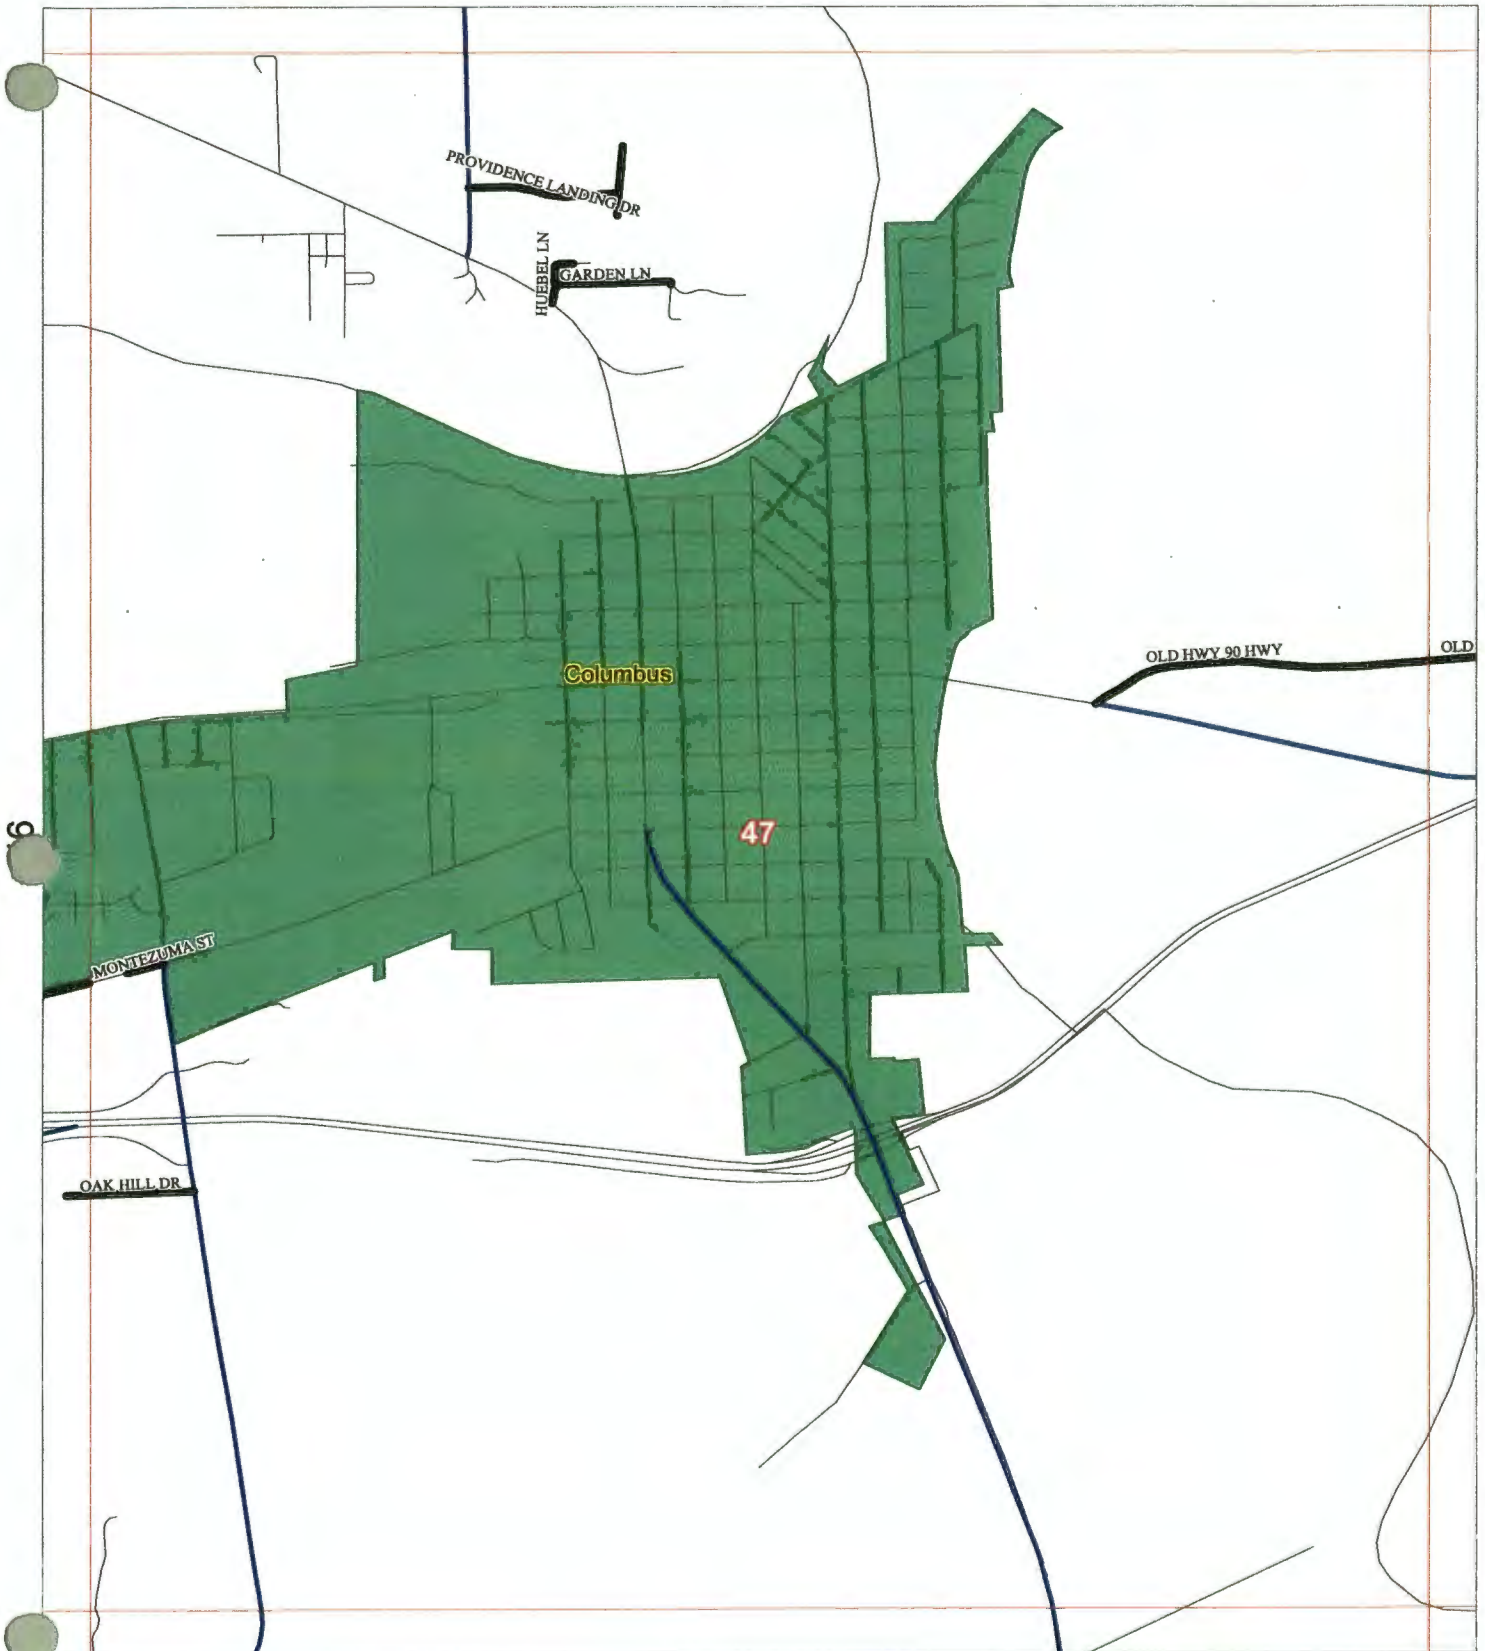 PROVIDENCE LANDING DR
HUEBEL LN
GARDEN LN
OLD HWY 90 HWY
OLD
Columbus
47
MONTEZUMA ST
OAK HILL DR